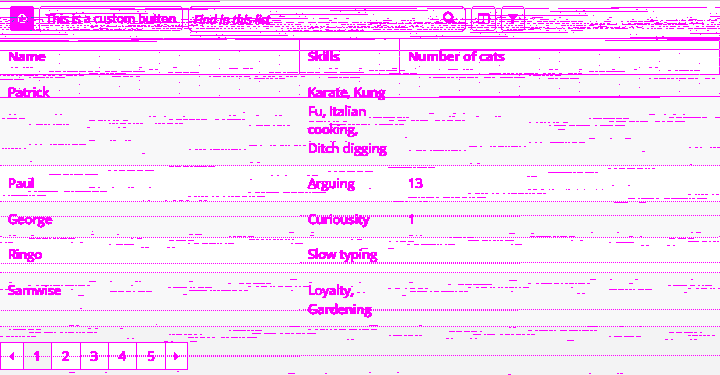 This is a custom button Find in this list
Name Skills Number of cats
Patrick Karate, Kung
Fu, Italian
cooking,
Ditch digging
Paul Arguing 13
George Curiousity 1
Ringo Slow typing
Samwise Loyalty,
Gardening
1 2 3 4 5